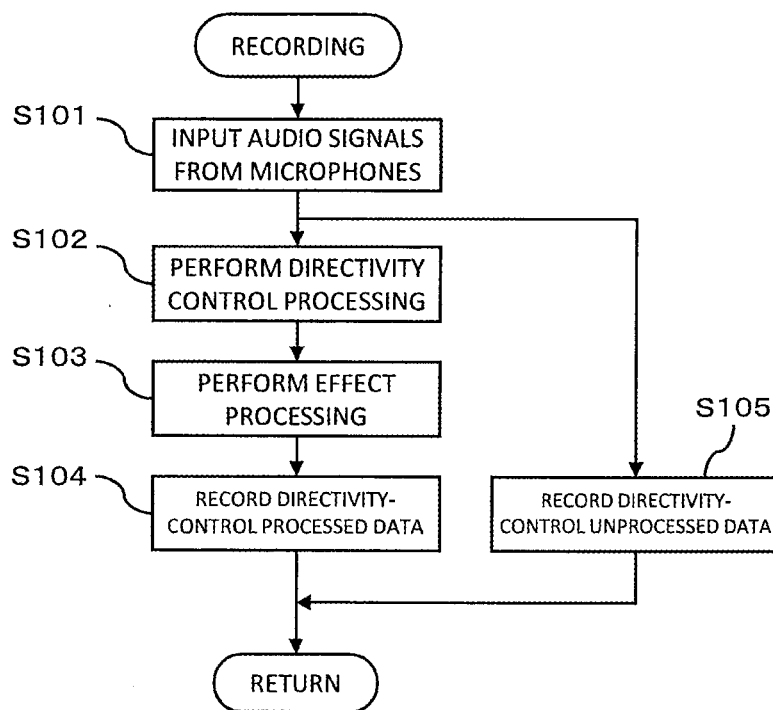 RECORDING
S101
INPUT AUDIO SIGNALS
FROM MICROPHONES
S102
PERFORM DIRECTIVITY
CONTROL PROCESSING
S103
PERFORM EFFECT
PROCESSING
S104
RECORD DIRECTIVITY-
CONTROL PROCESSED DATA
S105
RECORD DIRECTIVITY-
CONTROL UNPROCESSED DATA
RETURN